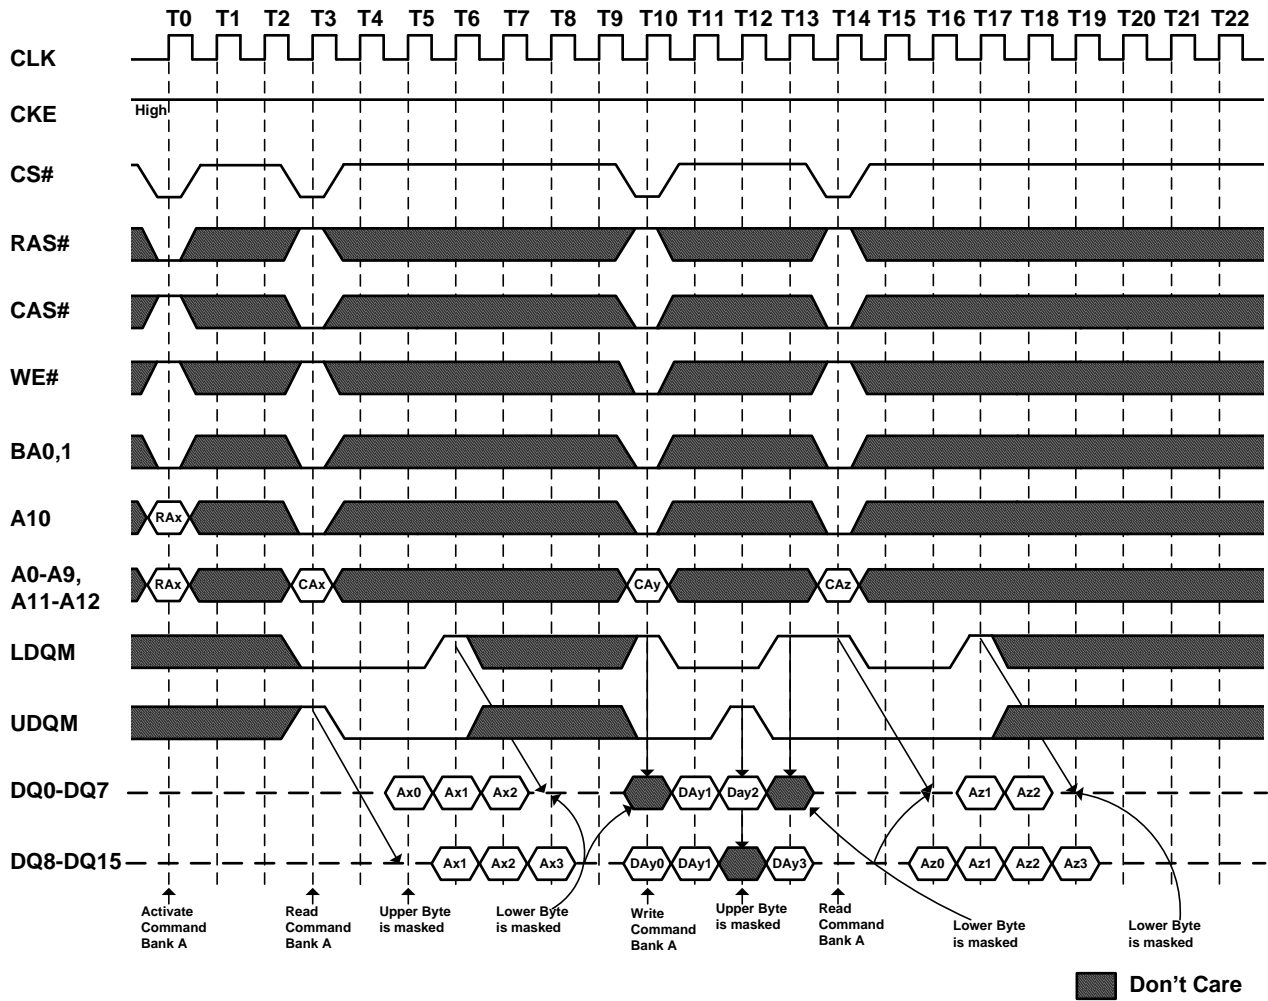 T0 T1 T2 T3 T4 T5 T6 T7 T8 T9 T10 T11 T12 T13 T14 T15 T16 T17 T18 T19 T20 T21 T22
CLK
CKE High
CS#
RAS#
CAS#
WE#
BA0,1
A10 RAx
A0-A9,
A11-A12
RAx CAx CAy CAz
LDQM
UDQM
DQ0-DQ7 Ax0 Ax1 Ax2 DAy1 Day2 Az1 Az2
DQ8-DQ15 Ax1 Ax2 Ax3 DAy0 DAy1 DAy3 Az0 Az1 Az2 Az3
Activate
Command
Bank A
Read
Command
Bank A
Upper Byte
is masked
Lower Byte
is masked
Write
Command
Bank A
Upper Byte
is masked
Read
Command
Bank A
Lower Byte
is masked
Lower Byte
is masked
Don't Care